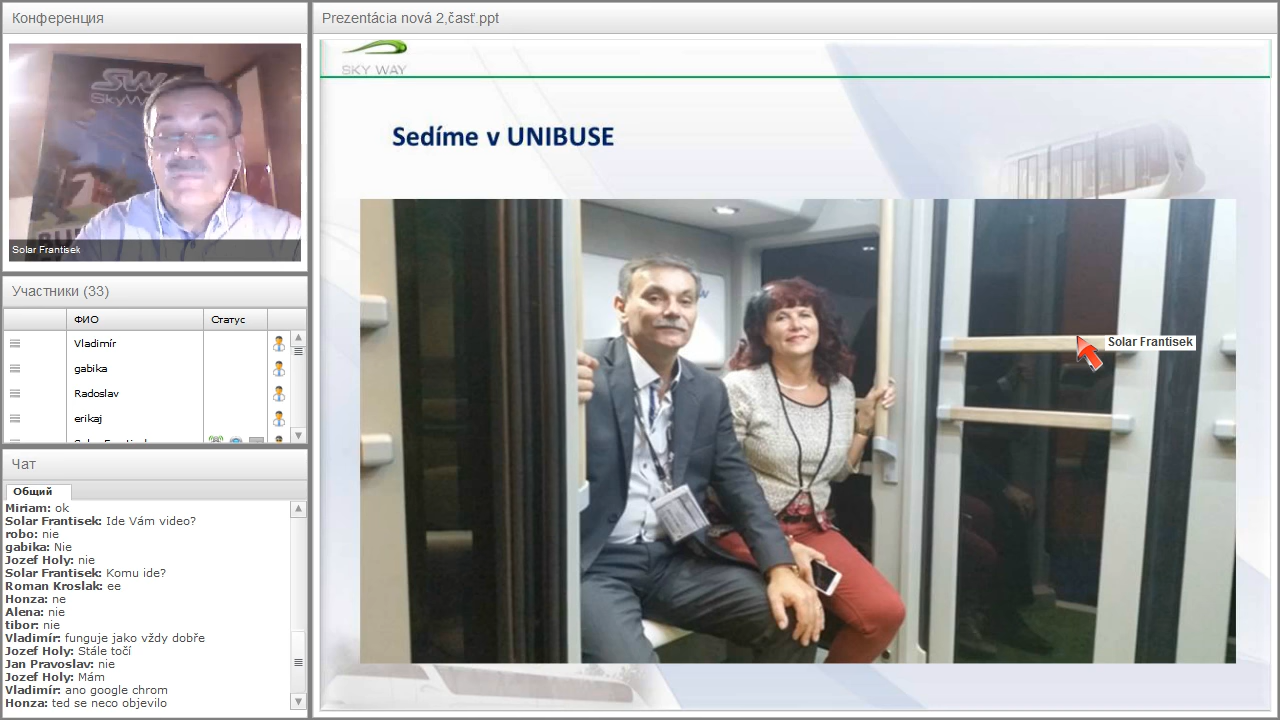 Конференция
SW
Solar Frantisek
Участники (33)
ФИО
Статус
Vladimír
gabika
Radoslav
erikaj
Чат
Общий
Miriam: ok
Solar Frantisek: Ide Vám video?
robo: nie
gabika: Nie
Jozef Holy: nie
Solar Frantisek: Komu ide?
Roman Kroslak: ee
Honza: ne
Alena: nie
tibor: nie
Vladimír: funguje jako vždy dobře
Jozef Holy: Stále točí
Jan Pravoslav: nie
Jozef Holy: Mám
Vladimír: ano google chrom
Honza: ted se neco objevilo
Prezentácia nová 2,časť.ppt
SKY WAY
Sedíme v UNIBUSE
Solar Frantisek